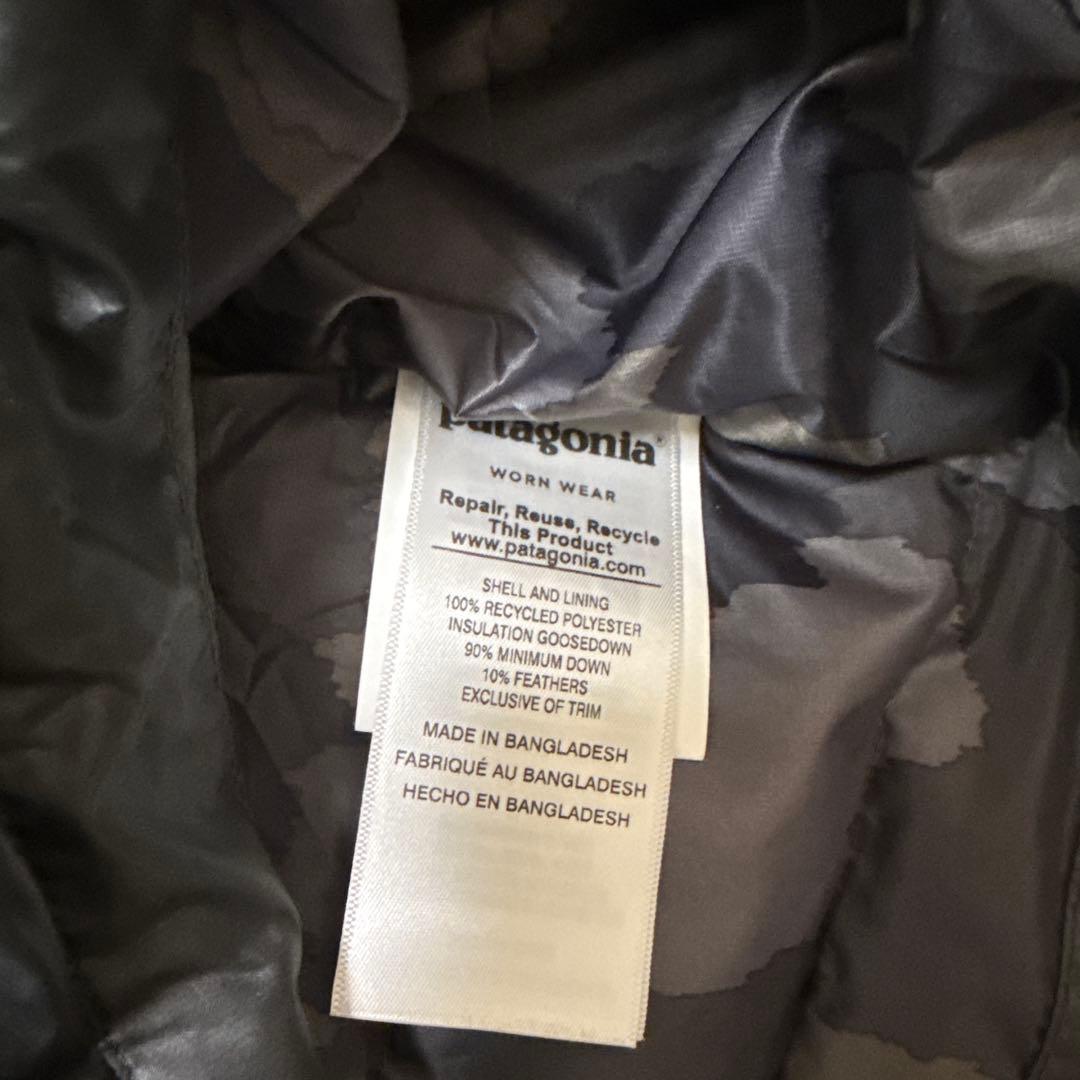 patagonia®
WORN WEAR
Repair, Reuse, Recycle
This Product
www.patagonia.com
SHELL AND LINING
100% RECYCLED POLYESTER
INSULATION GOOSEDOWN
90% MINIMUM DOWN
10% FEATHERS
EXCLUSIVE OF TRIM
MADE IN BANGLADESH
FABRIQUÉ AU BANGLADESH
HECHO EN BANGLADESH